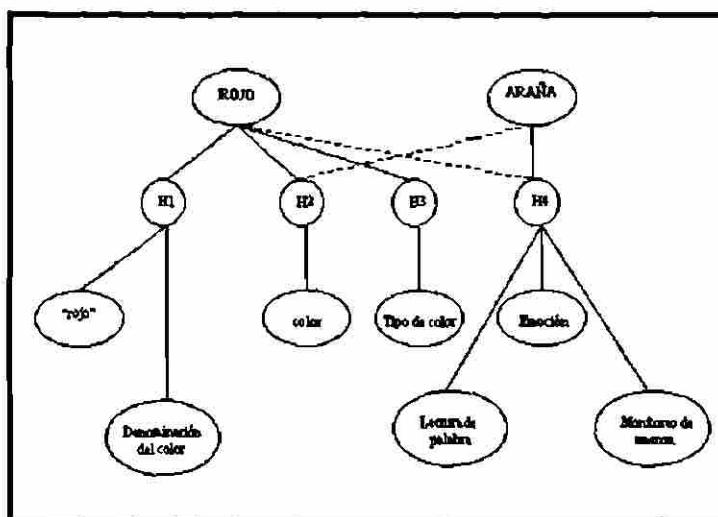 ROJO
ARAÑA
H1
H2
H3
H4
"rojo"
color
Tipo de color
Emoción
Denominación
del color
Lectura de
palabra
Monitoreo de